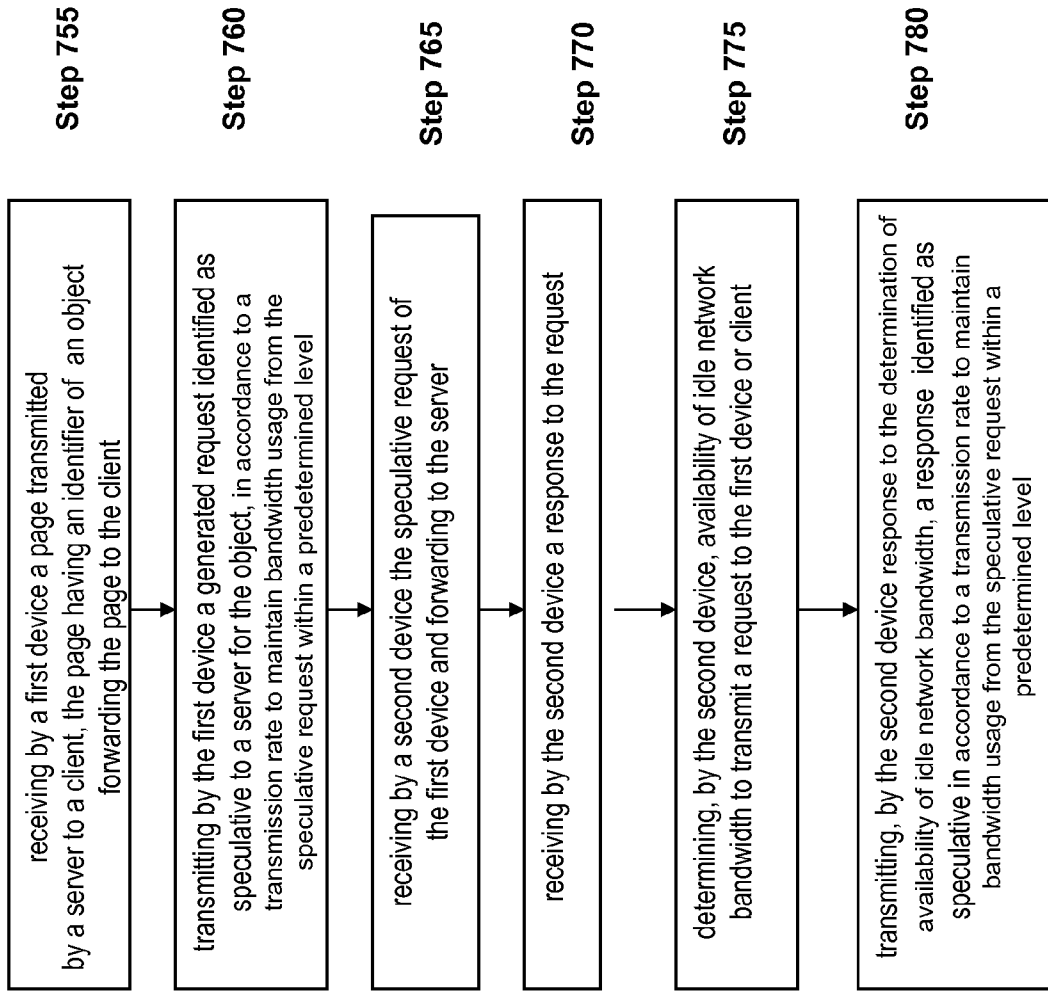 receiving by a first device a page transmitted
by a server to a client, the page having an identifier of an object
forwarding the page to the client
Step 755
transmitting by the first device a generated request identified as
speculative to a server for the object, in accordance to a
transmission rate to maintain bandwidth usage from the
speculative request within a predetermined level
Step 760
receiving by a second device the speculative request of
the first device and forwarding to the server
Step 765
receiving by the second device a response to the request
Step 770
determining, by the second device, availability of idle network
bandwidth to transmit a request to the first device or client
Step 775
transmitting, by the second device response to the determination of
availability of idle network bandwidth, a response identified as
speculative in accordance to a transmission rate to maintain
bandwidth usage from the speculative request within a
predetermined level
Step 780